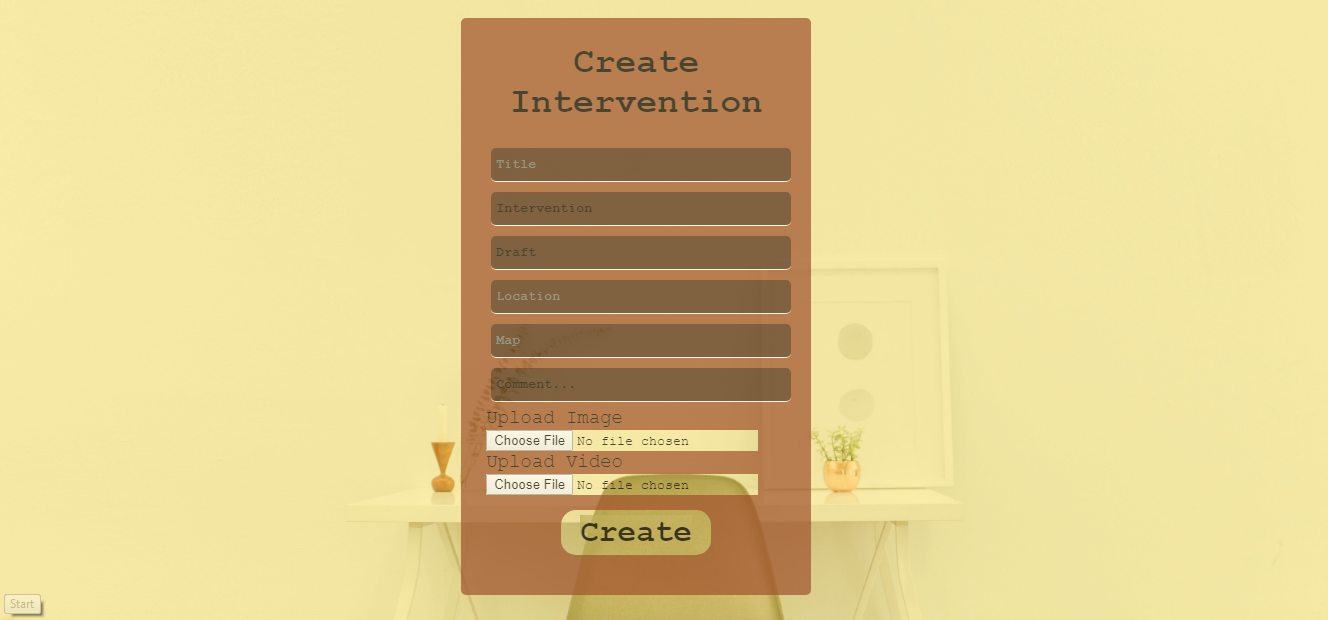 Create
Intervention
Title
Intervention
Draft
Location
Map
Comment...
Upload Image
Choose File No file chosen
Upload Video
Choose File No file chosen
Create
Start